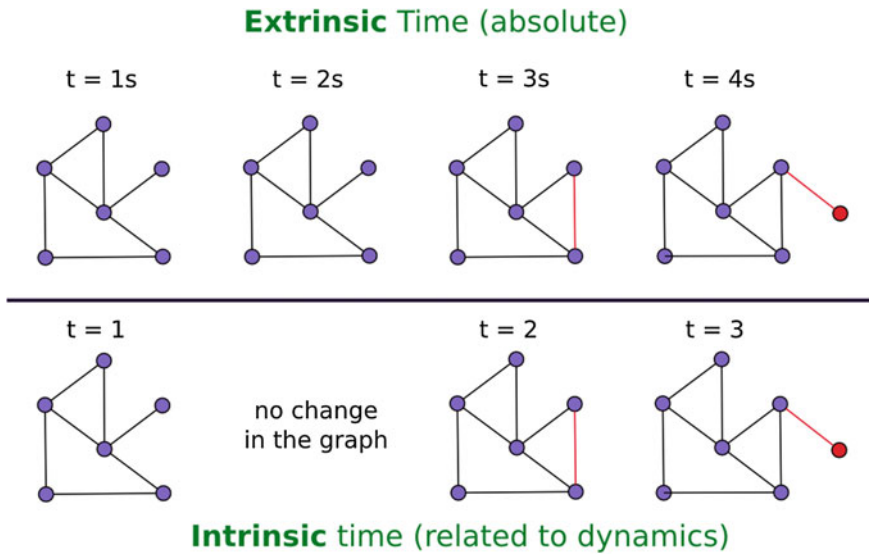 Extrinsic Time (absolute)
t = 1s
t = 2s
t = 3s
t = 4s
t = 1
t = 2
t = 3
no change
in the graph
Intrinsic time (related to dynamics)